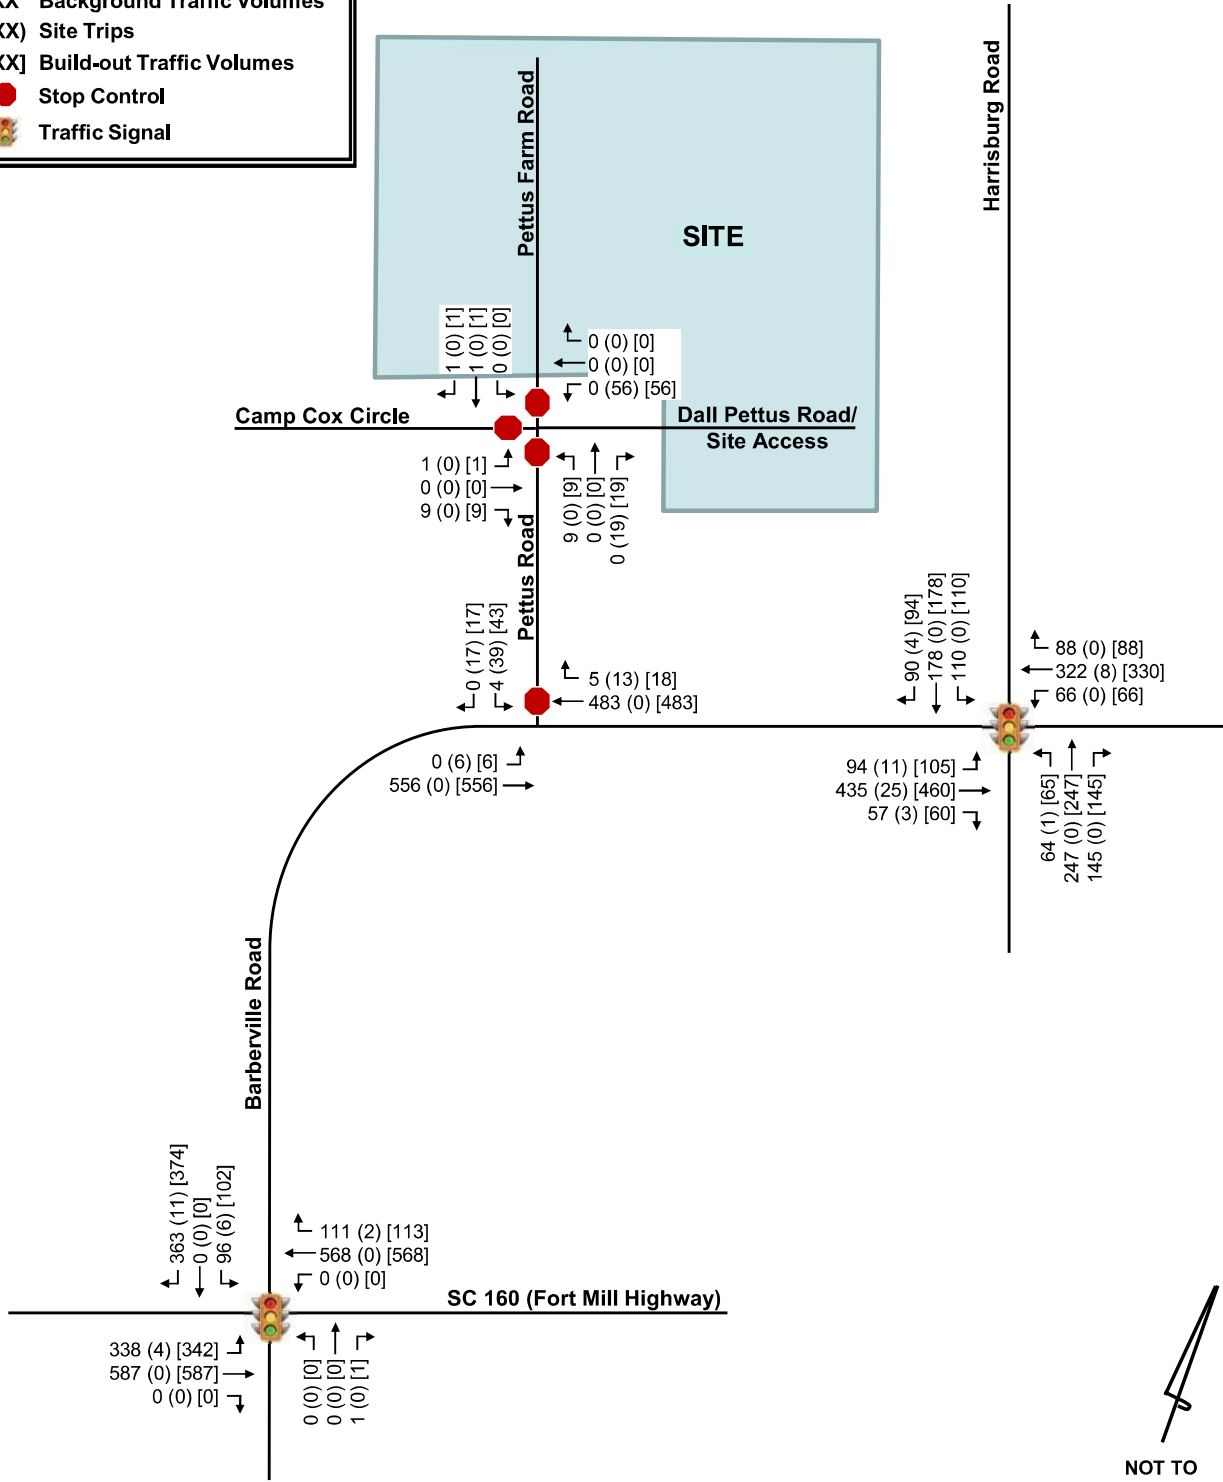 Background Traffic Volumes
XX) Site Trips
XX] Build-out Traffic Volumes
Stop Control
Traffic Signal
Harrisburg Road
Pettus Farm Road
SITE
1 (0) [1]
1 (0) [1]
0 (0) [0]
0 (0) [0]
0 (0) [0]
0 (56) [56]
Camp Cox Circle
Dall Pettus Road/
Site Access
1 (0) [1]
0 (0) [0]
9 (0) [9]
9 (0) [9]
0 (0) [0]
0 (19) [19]
Pettus Road
0 (17) [17]
4 (39) [43]
5 (13) [18]
483 (0) [483]
0 (6) [6]
556 (0) [556]
90 (4) [94]
178 (0) [178]
110 (0) [110]
88 (0) [88]
322 (8) [330]
66 (0) [66]
94 (11) [105]
435 (25) [460]
57 (3) [60]
64 (1) [65]
247 (0) [247]
145 (0) [145]
Barberville Road
363 (11) [374]
0 (0) [0]
96 (6) [102]
111 (2) [113]
568 (0) [568]
0 (0) [0]
SC 160 (Fort Mill Highway)
338 (4) [342]
587 (0) [587]
0 (0) [0]
0 (0) [0]
0 (0) [0]
1 (0) [1]
NOT TO